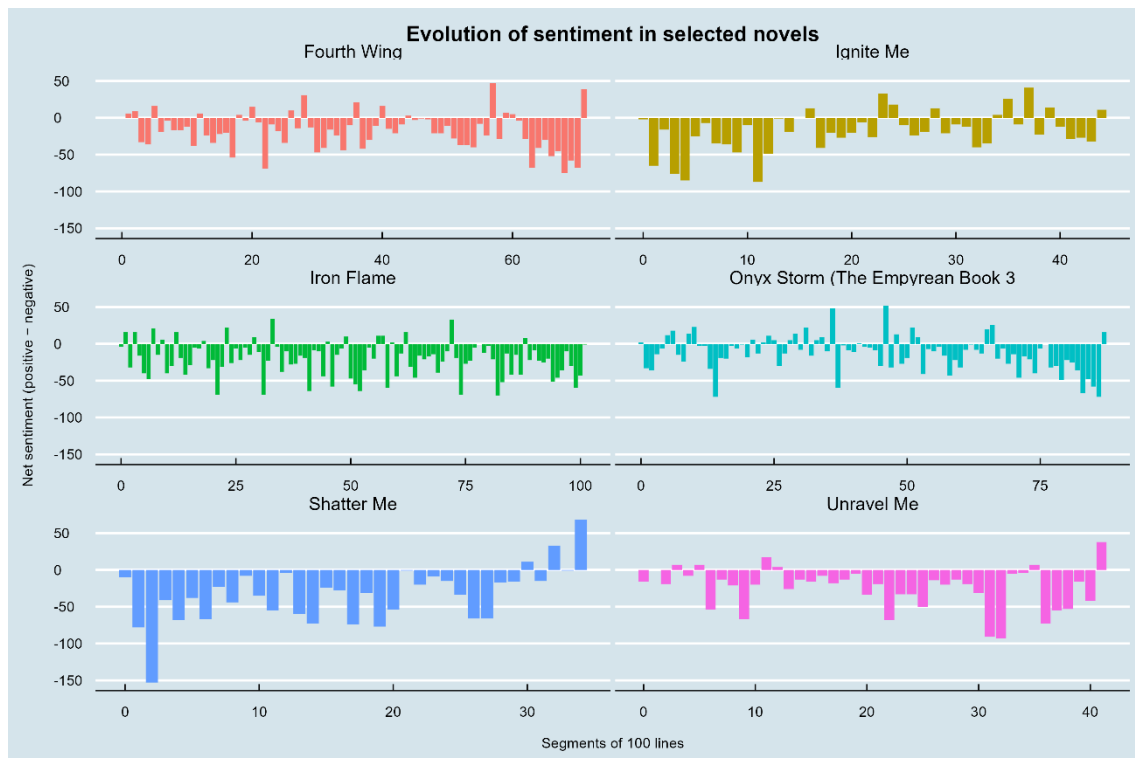 Evolution of sentiment in selected novels
Fourth Wing
Ignite Me
50
0
-50
-100
-150
0 20 40 60
0 10 20 30 40
Iron Flame
Onyx Storm (The Empyrean Book 3
50
0
-50
-100
-150
0 25 50 75 100
0 25 50 75
Shatter Me
Unravel Me
50
0
-50
-100
-150
0 10 20 30
0 10 20 30 40
Net sentiment (positive − negative)
Segments of 100 lines